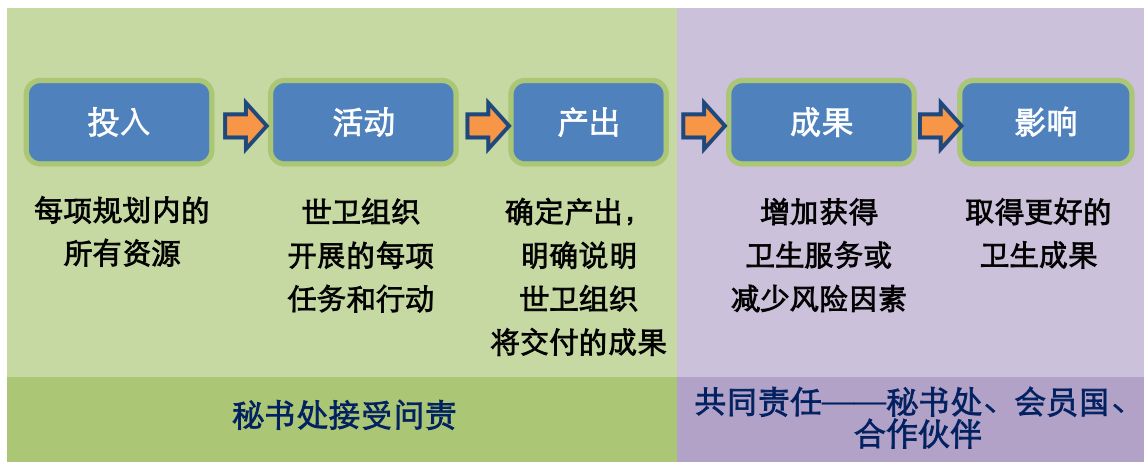 投入
活动
产出
成果
影响
每项规划内的
所有资源
世卫组织
开展的每项
任务和行动
确定产出，
明确说明
世卫组织
将交付的成果
增加获得
卫生服务或
减少风险因素
取得更好的
卫生成果
秘书处接受问责
共同责任——秘书处、会员国、
合作伙伴